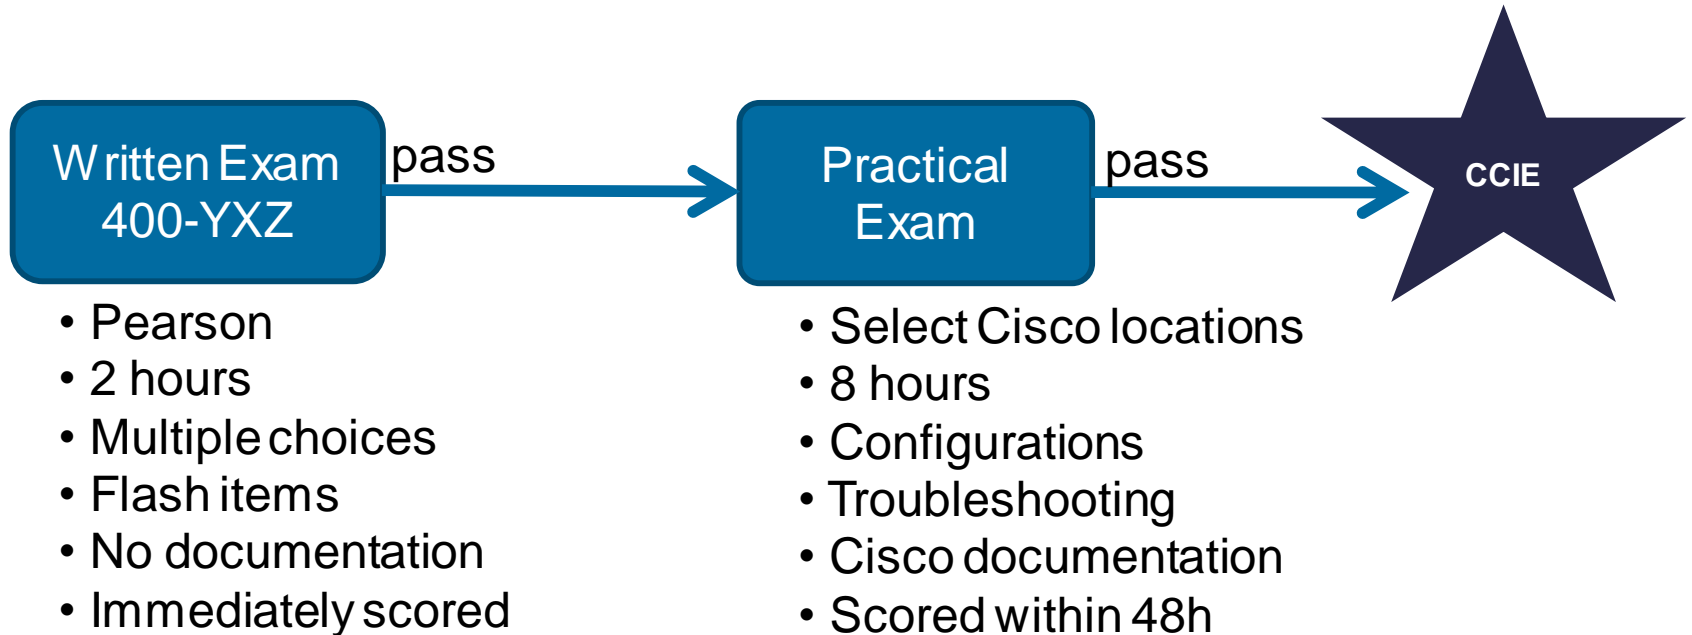 Written Exam
400-YXZ
pass
Practical
Exam
pass
CCIE
• Pearson
• 2 hours
• Multiple choices
• Flash items
• No documentation
• Immediately scored
• Select Cisco locations
• 8 hours
• Configurations
• Troubleshooting
• Cisco documentation
• Scored within 48h